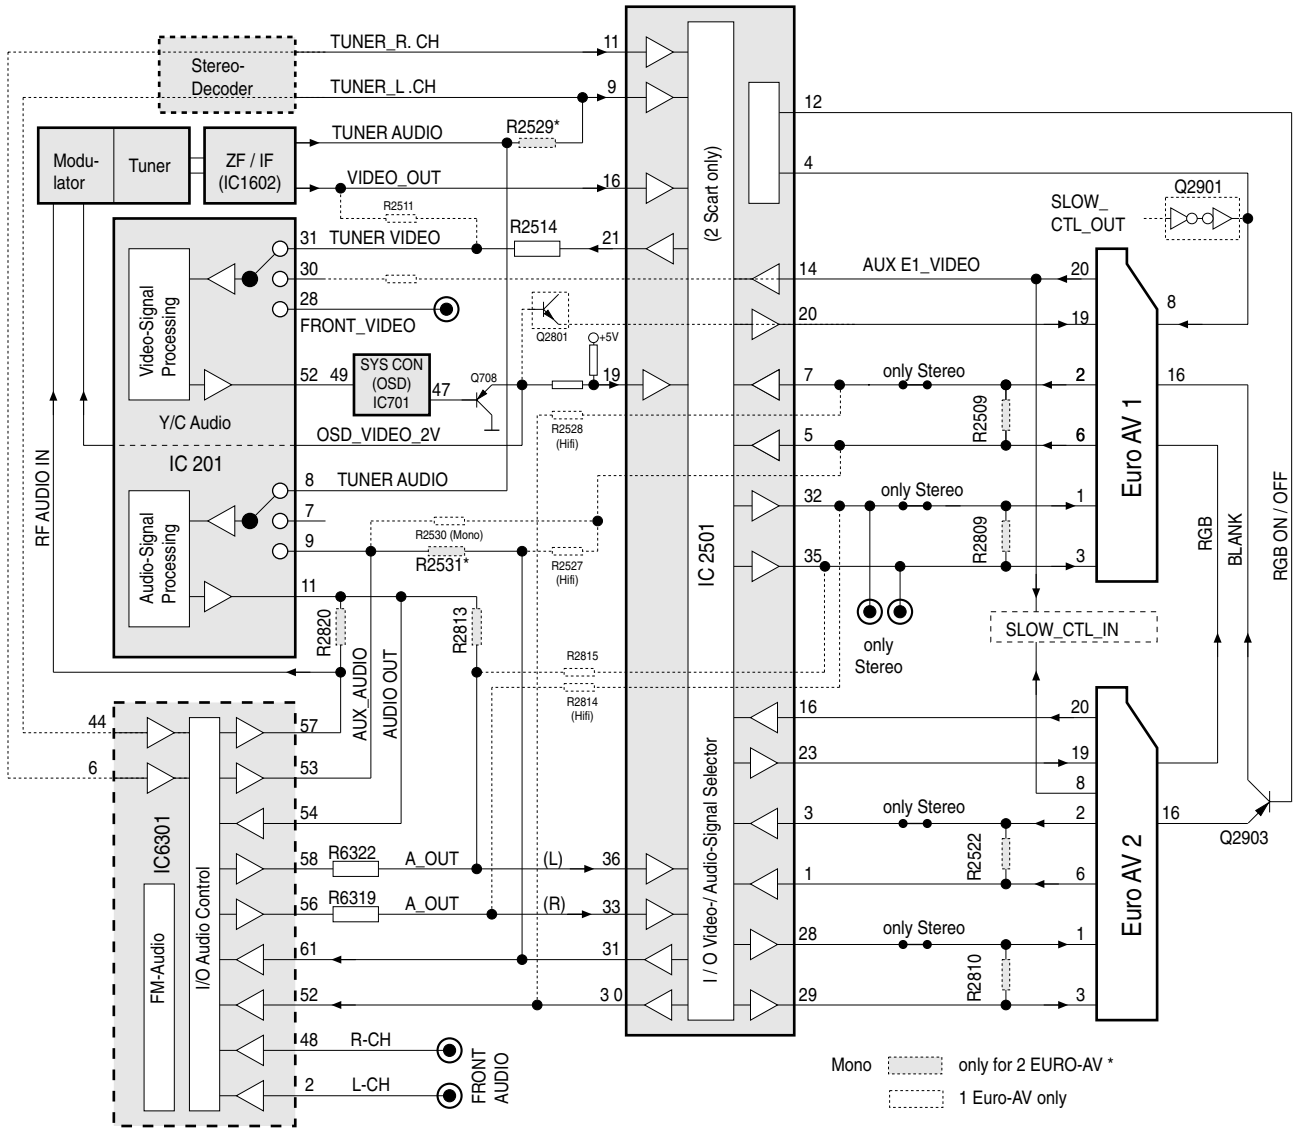 TUNER_R. CH
11
Stereo-
Decoder
TUNER_L .CH
9
12
R2529*
TUNER AUDIO
Modu-
lator
Tuner
ZF / IF
(IC1602)
VIDEO_OUT
16
4
Q2901
R2511
SLOW_
CTL_OUT
31
TUNER VIDEO
R2514
21
(2 Scart only)
30
14
AUX E1_VIDEO
20
8
28
FRONT_VIDEO
Q2801
+5V
20
19
Video-Signal
Processing
52
49
SYS CON
(OSD)
IC701
47
Q708
19
7
only Stereo
2
16
R2509
Y/C Audio
OSD_VIDEO_2V
R2528
(Hifi)
5
6
Euro AV 1
IC 201
RF AUDIO IN
8
TUNER AUDIO
7
9
R2530 (Mono)
R2531*
R2527
(Hifi)
32
only Stereo
1
R2809
35
3
IC 2501
RGB
BLANK
RGB ON / OFF
Audio-Signal
Processing
11
R2820
R2813
only
Stereo
SLOW_CTL_IN
AUX_AUDIO
AUDIO OUT
R2815
R2814
(Hifi)
44
57
16
20
6
53
23
19
8
54
3
only Stereo
2
16
Q2903
R2522
IC6301
58
R6322
A_OUT
(L)
36
1
6
Euro AV 2
56
R6319
A_OUT
(R)
33
I/O Audio Control
FM-Audio
I / O Video-/ Audio-Signal Selector
61
31
28
only Stereo
1
R2810
52
3 0
29
3
48
R-CH
2
L-CH
FRONT
AUDIO
Mono
only for 2 EURO-AV *
1 Euro-AV only